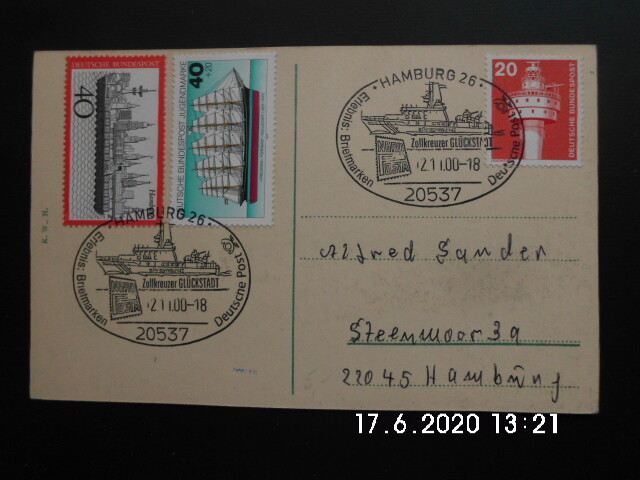 DEUTSCHE BUNDESPOST
40
DEUTSCHE BUNDESPOST JUGENDMARKE
40
+20
20
DEUTSCHE BUNDESPOST
HAMBURG 26
Erlebnis: Briefmarken
Deutsche Post
Zollkreuzer GLÜCKSTADT
-2.11.00-18
20537
HAMBURG 26
Erlebnis: Briefmarken
Deutsche Post
Zollkreuzer GLÜCKSTADT
-2.11.00-18
20537
K. W. H.
Alfred Sander
Steenmoor 3a
22045 Hamburg
17.6.2020 13:21